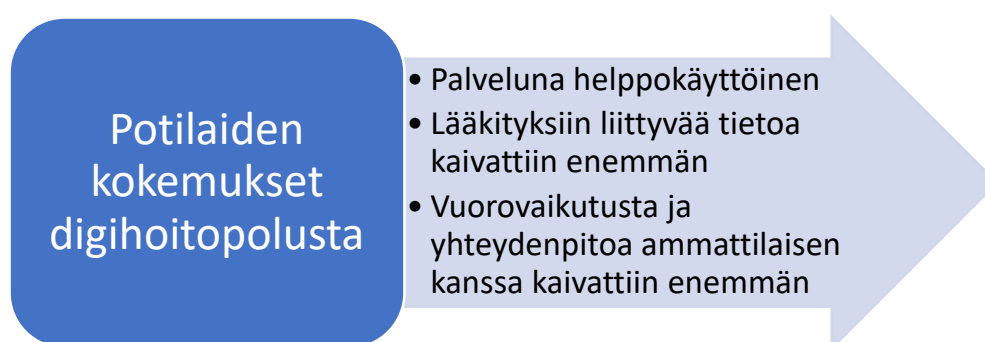 Potilaiden
kokemukset
digihoitopolusta
• Palveluna helppokäyttöinen
• Lääkityksiin liittyvää tietoa
kaivattiin enemmän
• Vuorovaikutusta ja
yhteydenpitoa ammattilaisen
kanssa kaivattiin enemmän